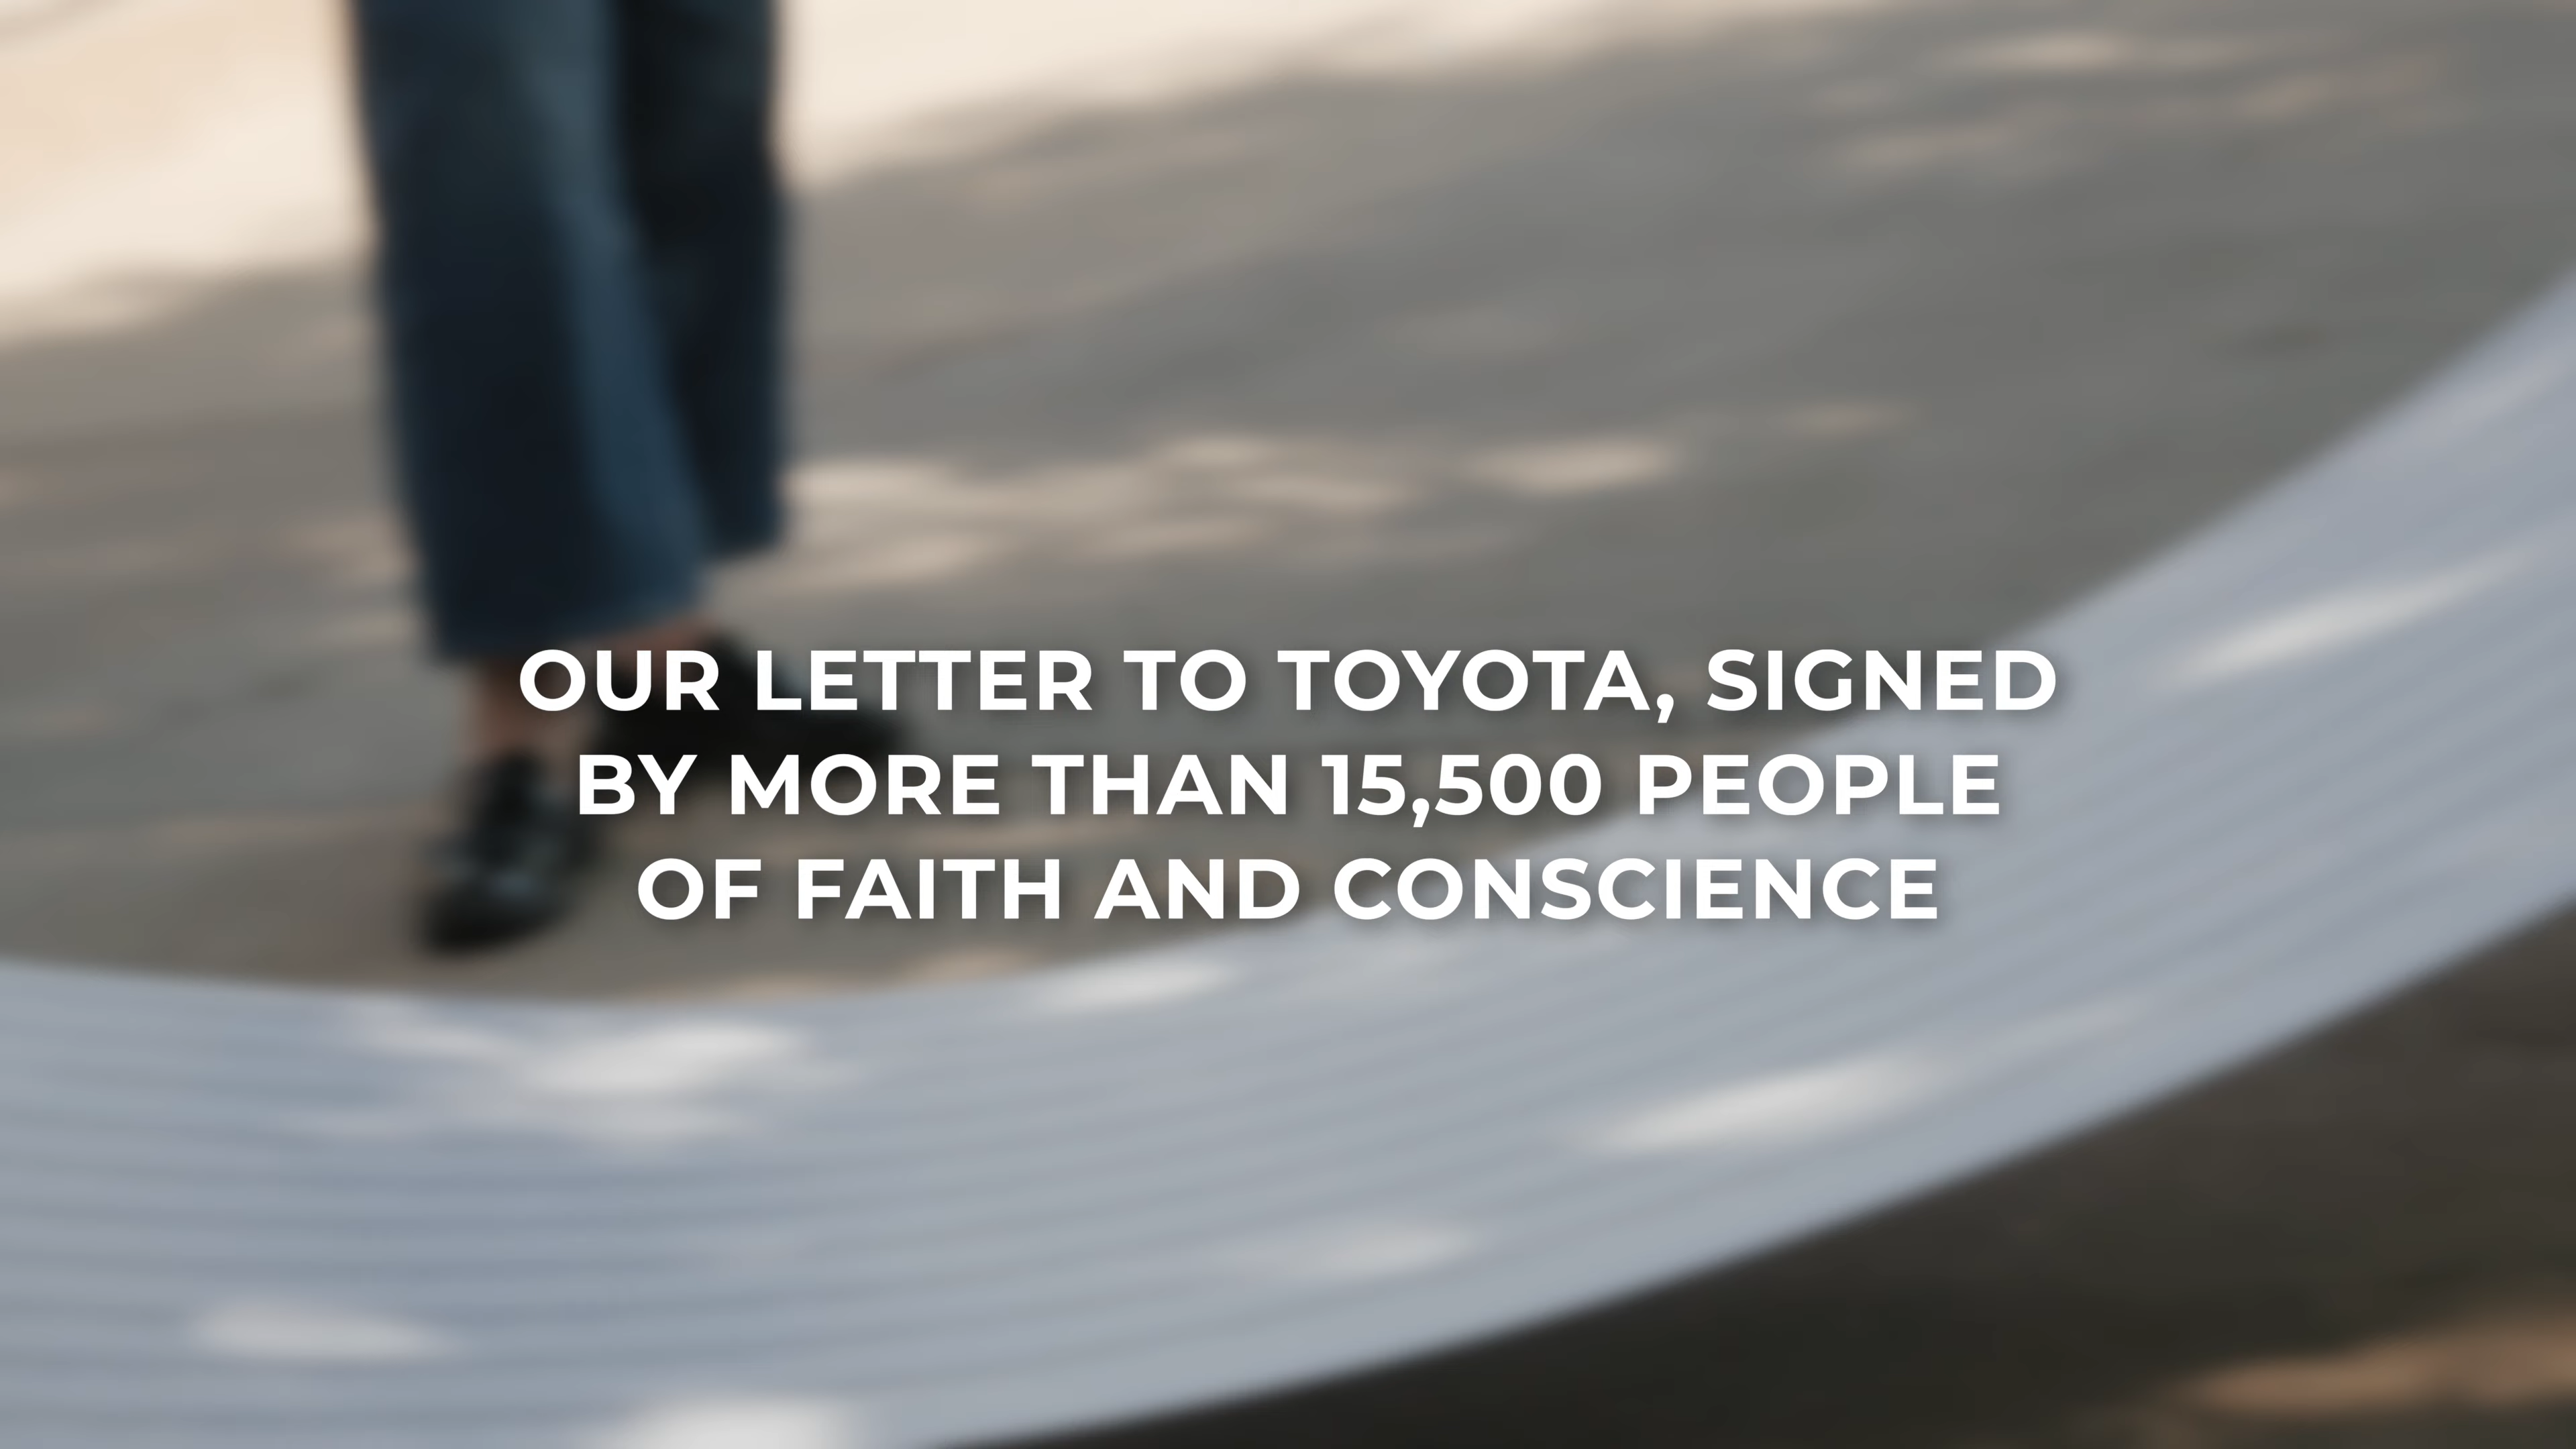 OUR LETTER TO TOYOTA, SIGNED
BY MORE THAN 15,500 PEOPLE
OF FAITH AND CONSCIENCE